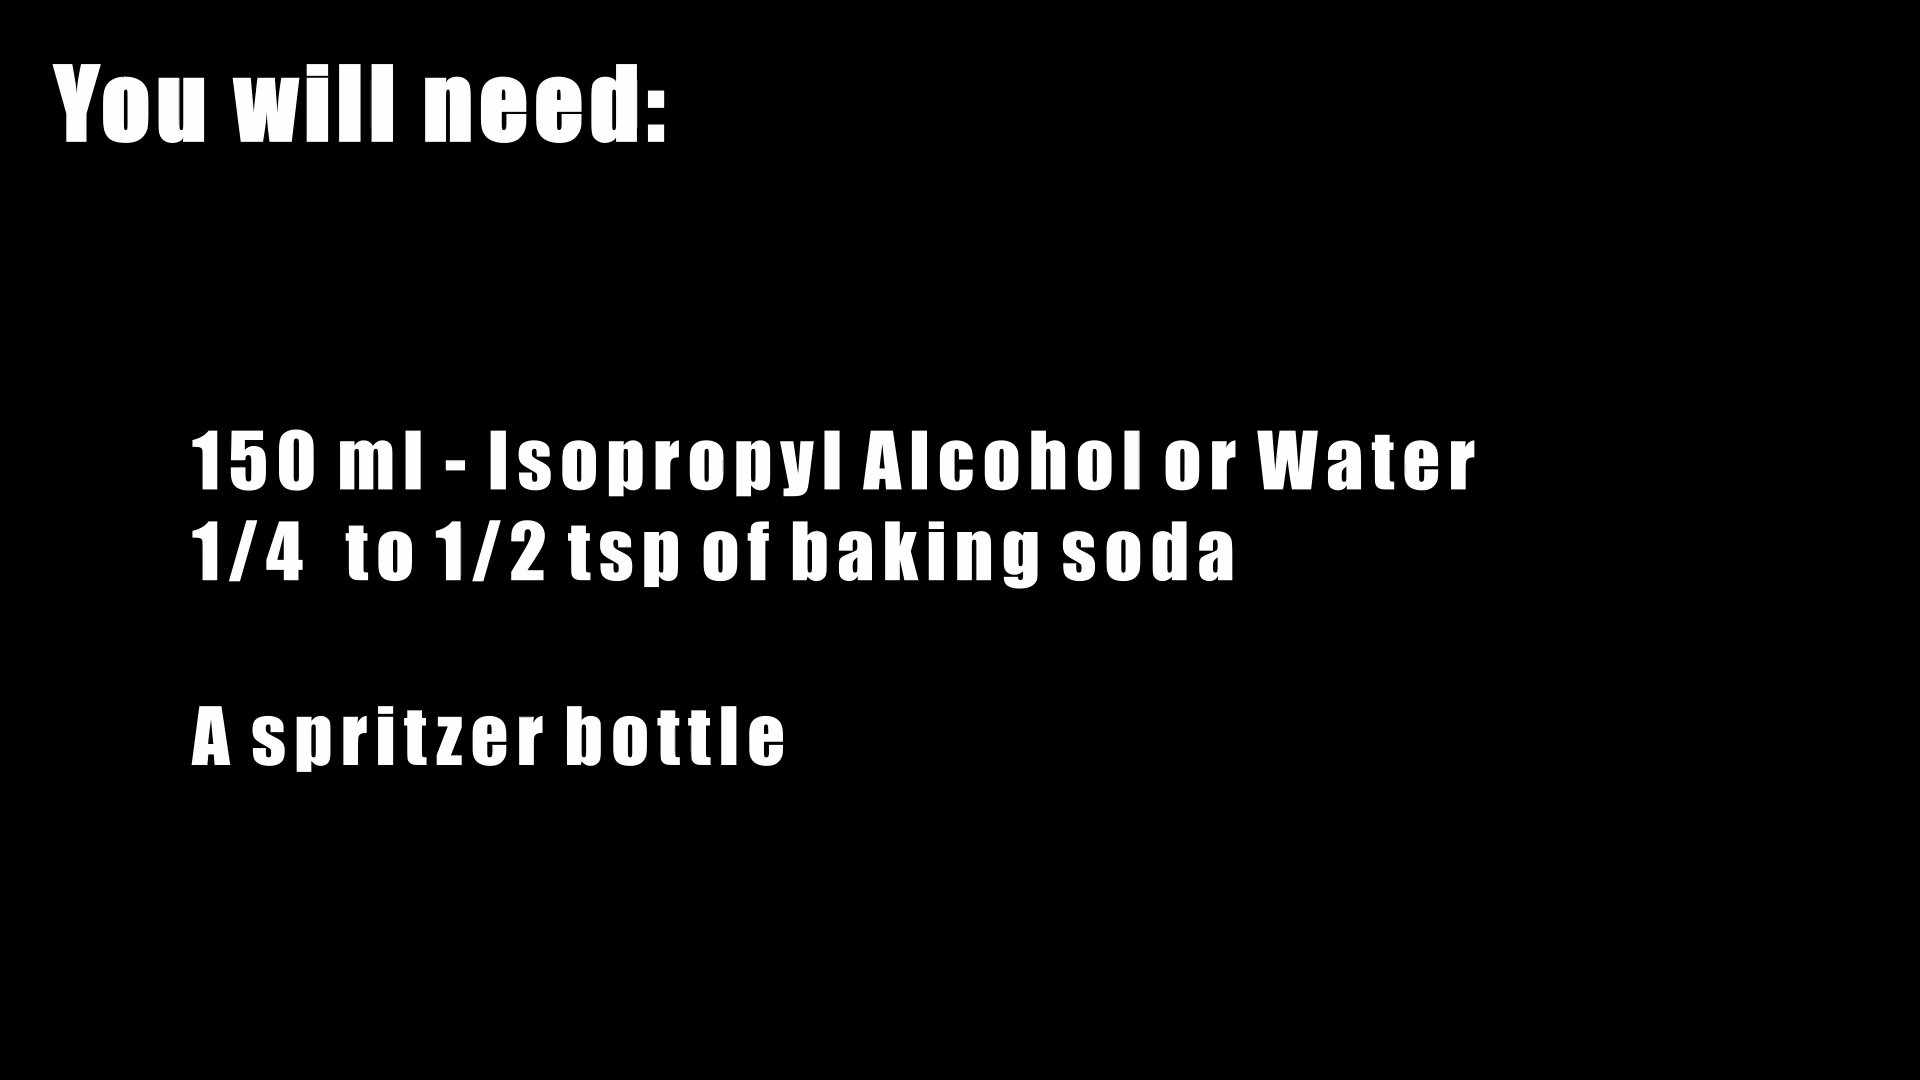 You will need:
150 ml - Isopropyl Alcohol or Water
1/4  to 1/2 tsp of baking soda
A spritzer bottle